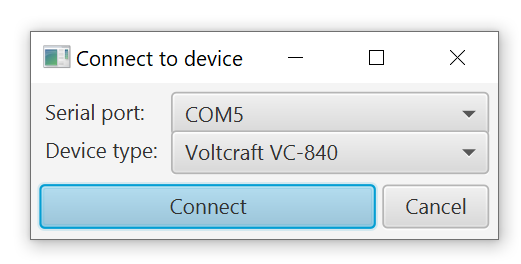 Connect to device
Serial port: COM5
Device type: Voltcraft VC-840
Connect Cancel